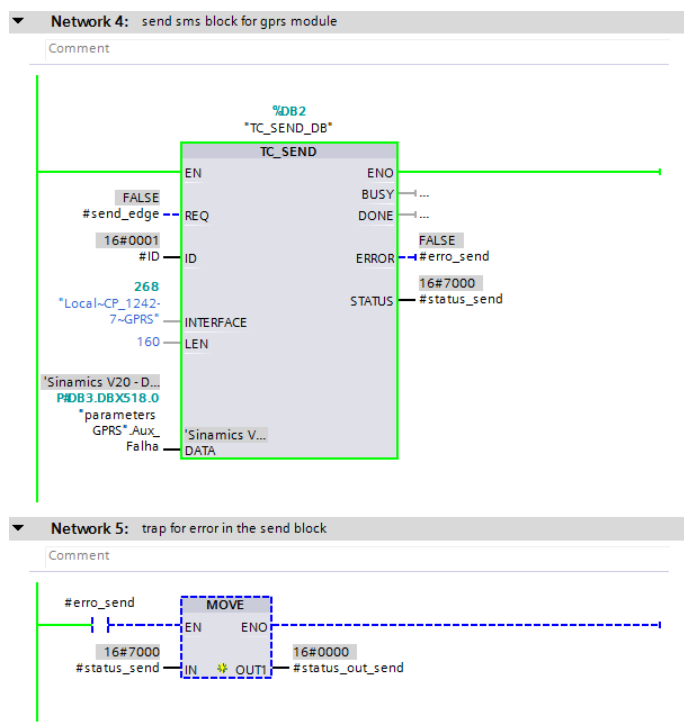 Network 4: send sms block for gprs module
Comment
%DB2
"TC_SEND_DB"
TC_SEND
EN ENO
BUSY ...
FALSE
#send_edge REQ DONE ...
16#0001 FALSE
#ID ID ERROR #erro_send
268 16#7000
"Local~CP_1242- STATUS #status_send
7~GPRS" INTERFACE
160 LEN
'Sinamics V20 - D...
P#DB3.DBX518.0
"parameters
GPRS".Aux_ 'Sinamics V...
Falha DATA
Network 5: trap for error in the send block
Comment
#erro_send MOVE
EN ENO
16#7000 16#0000
#status_send IN OUT1 #status_out_send